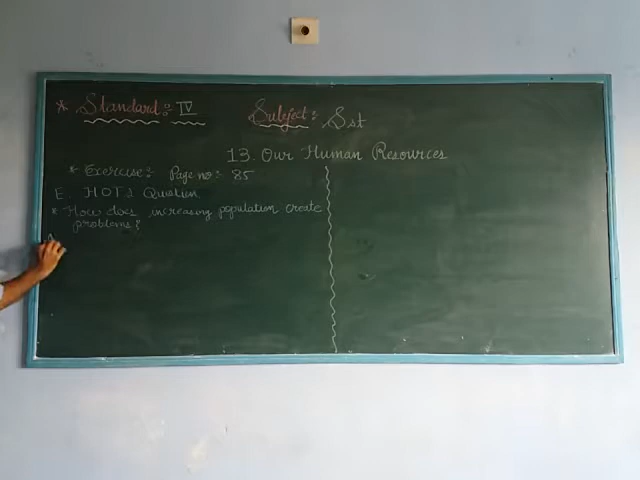 * Standard :- IV Subject :- Sst
13. Our Human Resources
* Exercise :- Page no :- 85
E. HOTS Question
* How does increasing population create
problems?
A